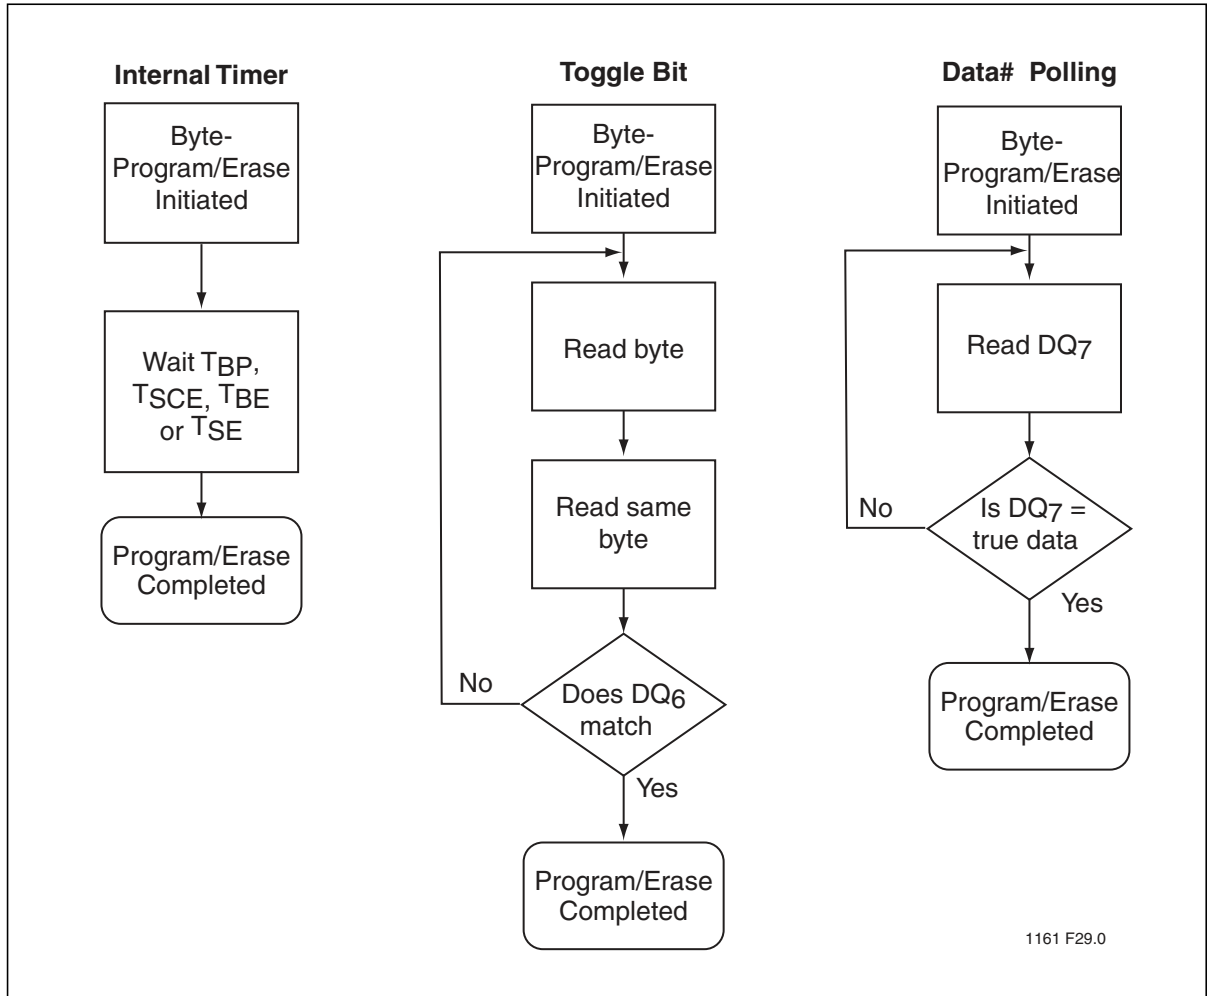 Internal Timer
Byte-
Program/Erase
Initiated
Wait TBP,
TSCE, TBE
or TSE
Program/Erase
Completed
Toggle Bit
Byte-
Program/Erase
Initiated
Read byte
Read same
byte
Does DQ6
match
No
Yes
Program/Erase
Completed
Data# Polling
Byte-
Program/Erase
Initiated
Read DQ7
Is DQ7 =
true data
No
Yes
Program/Erase
Completed
1161 F29.0